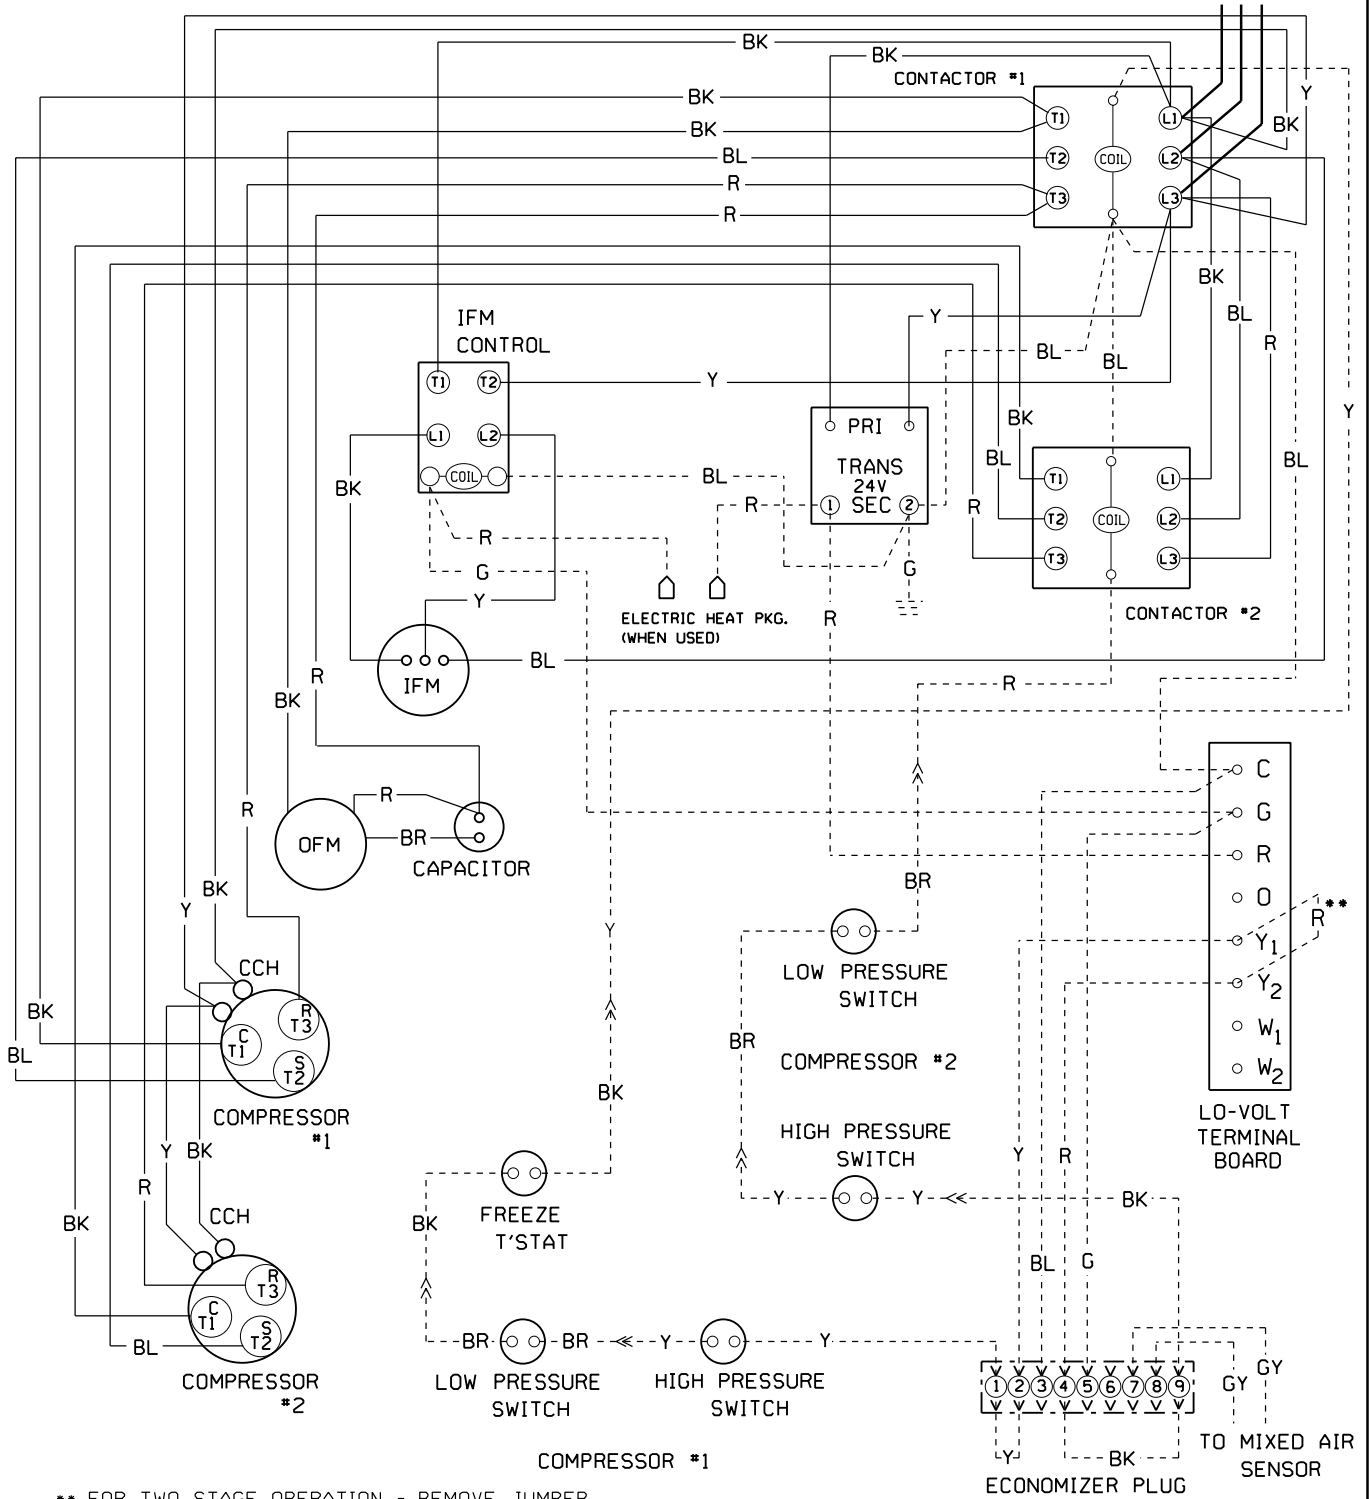 BK
BK
CONTACTOR #1
Y
BK
BK
T1
L1
BK
BL
T2
COIL
L2
R
T3
L3
R
BK
IFM
CONTROL
Y
BL
BL
BL
R
T1
T2
Y
Y
L1
L2
PRI
BK
COIL
BL
TRANS
24V
SEC
1
2
BL
BL
T1
L1
BK
R
R
T2
COIL
L2
R
T3
L3
G
G
Y
ELECTRIC HEAT PKG.
(WHEN USED)
CONTACTOR #2
R
BL
R
IFM
R
BK
C
R
R
G
OFM
BR
CAPACITOR
R
BK
BR
O
R**
Y
Y
Y1
CCH
LOW PRESSURE
SWITCH
Y2
BK
R
T3
W1
C
T1
BR
BL
S
T2
COMPRESSOR #2
W2
BK
COMPRESSOR
#1
LO-VOLT
TERMINAL
BOARD
HIGH PRESSURE
SWITCH
Y
BK
Y
R
R
Y
Y
BK
CCH
FREEZE
T'STAT
BK
BK
BL
G
R
T3
C
T1
S
T2
BL
BR
BR
Y
Y
COMPRESSOR
#2
LOW PRESSURE
SWITCH
HIGH PRESSURE
SWITCH
GY
GY
1 2 3 4 5 6 7 8 9
TO MIXED AIR
SENSOR
COMPRESSOR #1
Y
BK
ECONOMIZER PLUG
** FOR TWO STAGE OPERATION - REMOVE JUMPER